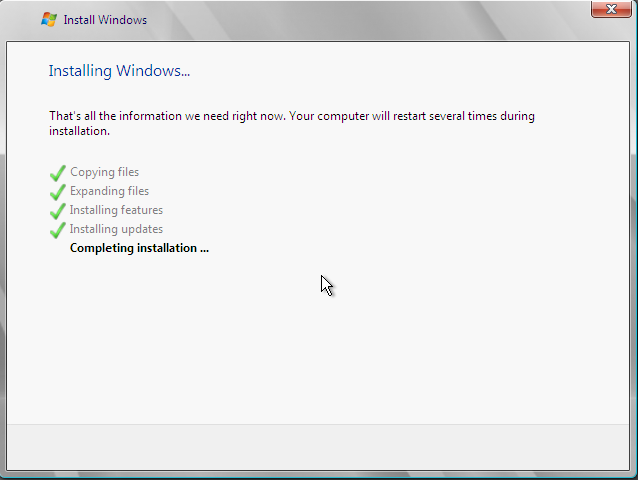 Install Windows
Installing Windows...
That's all the information we need right now. Your computer will restart several times during
installation.
Copying files
Expanding files
Installing features
Installing updates
Completing installation ...